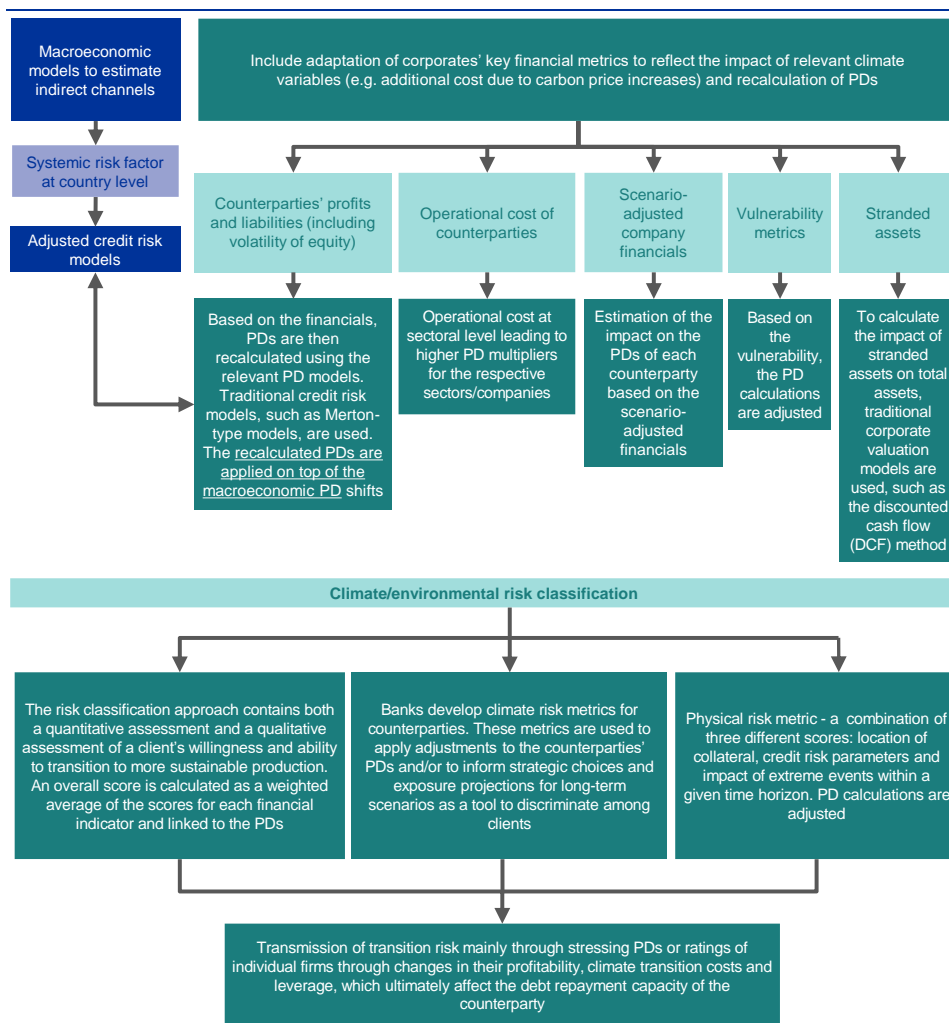 Macroeconomic
models to estimate
indirect channels
Include adaptation of corporates' key financial metrics to reflect the impact of relevant climate
variables (e.g. additional cost due to carbon price increases) and recalculation of PDs
Systemic risk factor
at country level
Adjusted credit risk
models
Counterparties' profits
and liabilities (including
volatility of equity)
Operational cost of
counterparties
Scenario-
adjusted
company
financials
Vulnerability
metrics
Stranded
assets
Based on the financials,
PDs are then
recalculated using the
relevant PD models.
Traditional credit risk
models, such as Merton-
type models, are used.
The recalculated PDs are
applied on top of the
macroeconomic PD shifts
Operational cost at
sectoral level leading to
higher PD multipliers
for the respective
sectors/companies
Estimation of the
impact on the
PDs of each
counterparty
based on the
scenario-
adjusted
financials
Based on
the
vulnerability,
the PD
calculations
are adjusted
To calculate
the impact of
stranded
assets on total
assets,
traditional
corporate
valuation
models are
used, such as
the discounted
cash flow
(DCF) method
Climate/environmental risk classification
The risk classification approach contains both
a quantitative assessment and a qualitative
assessment of a client's willingness and ability
to transition to more sustainable production.
An overall score is calculated as a weighted
average of the scores for each financial
indicator and linked to the PDs
Banks develop climate risk metrics for
counterparties. These metrics are used to
apply adjustments to the counterparties'
PDs and/or to inform strategic choices and
exposure projections for long-term
scenarios as a tool to discriminate among
clients
Physical risk metric - a combination of
three different scores: location of
collateral, credit risk parameters and
impact of extreme events within a
given time horizon. PD calculations are
adjusted
Transmission of transition risk mainly through stressing PDs or ratings of
individual firms through changes in their profitability, climate transition costs and
leverage, which ultimately affect the debt repayment capacity of the
counterparty